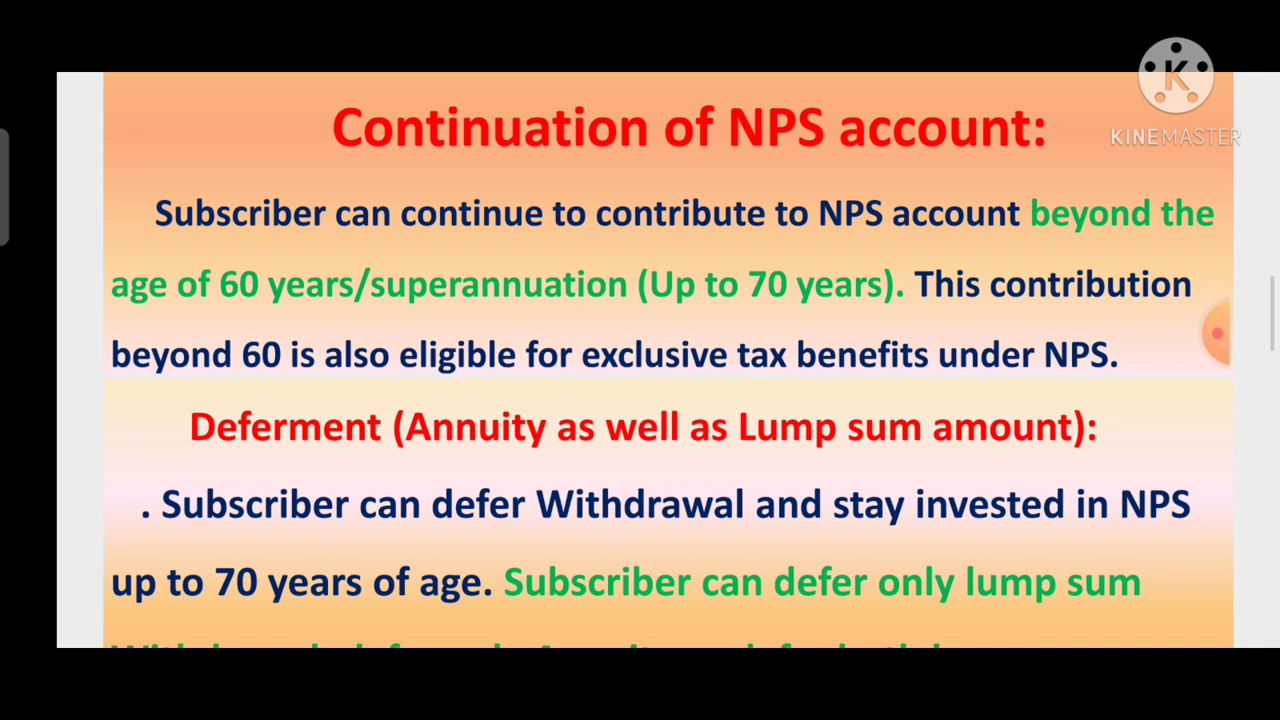 K
KINEMASTER
Continuation of NPS account:
Subscriber can continue to contribute to NPS account beyond the
age of 60 years/superannuation (Up to 70 years). This contribution
beyond 60 is also eligible for exclusive tax benefits under NPS.
Deferment (Annuity as well as Lump sum amount):
. Subscriber can defer Withdrawal and stay invested in NPS
up to 70 years of age. Subscriber can defer only lump sum